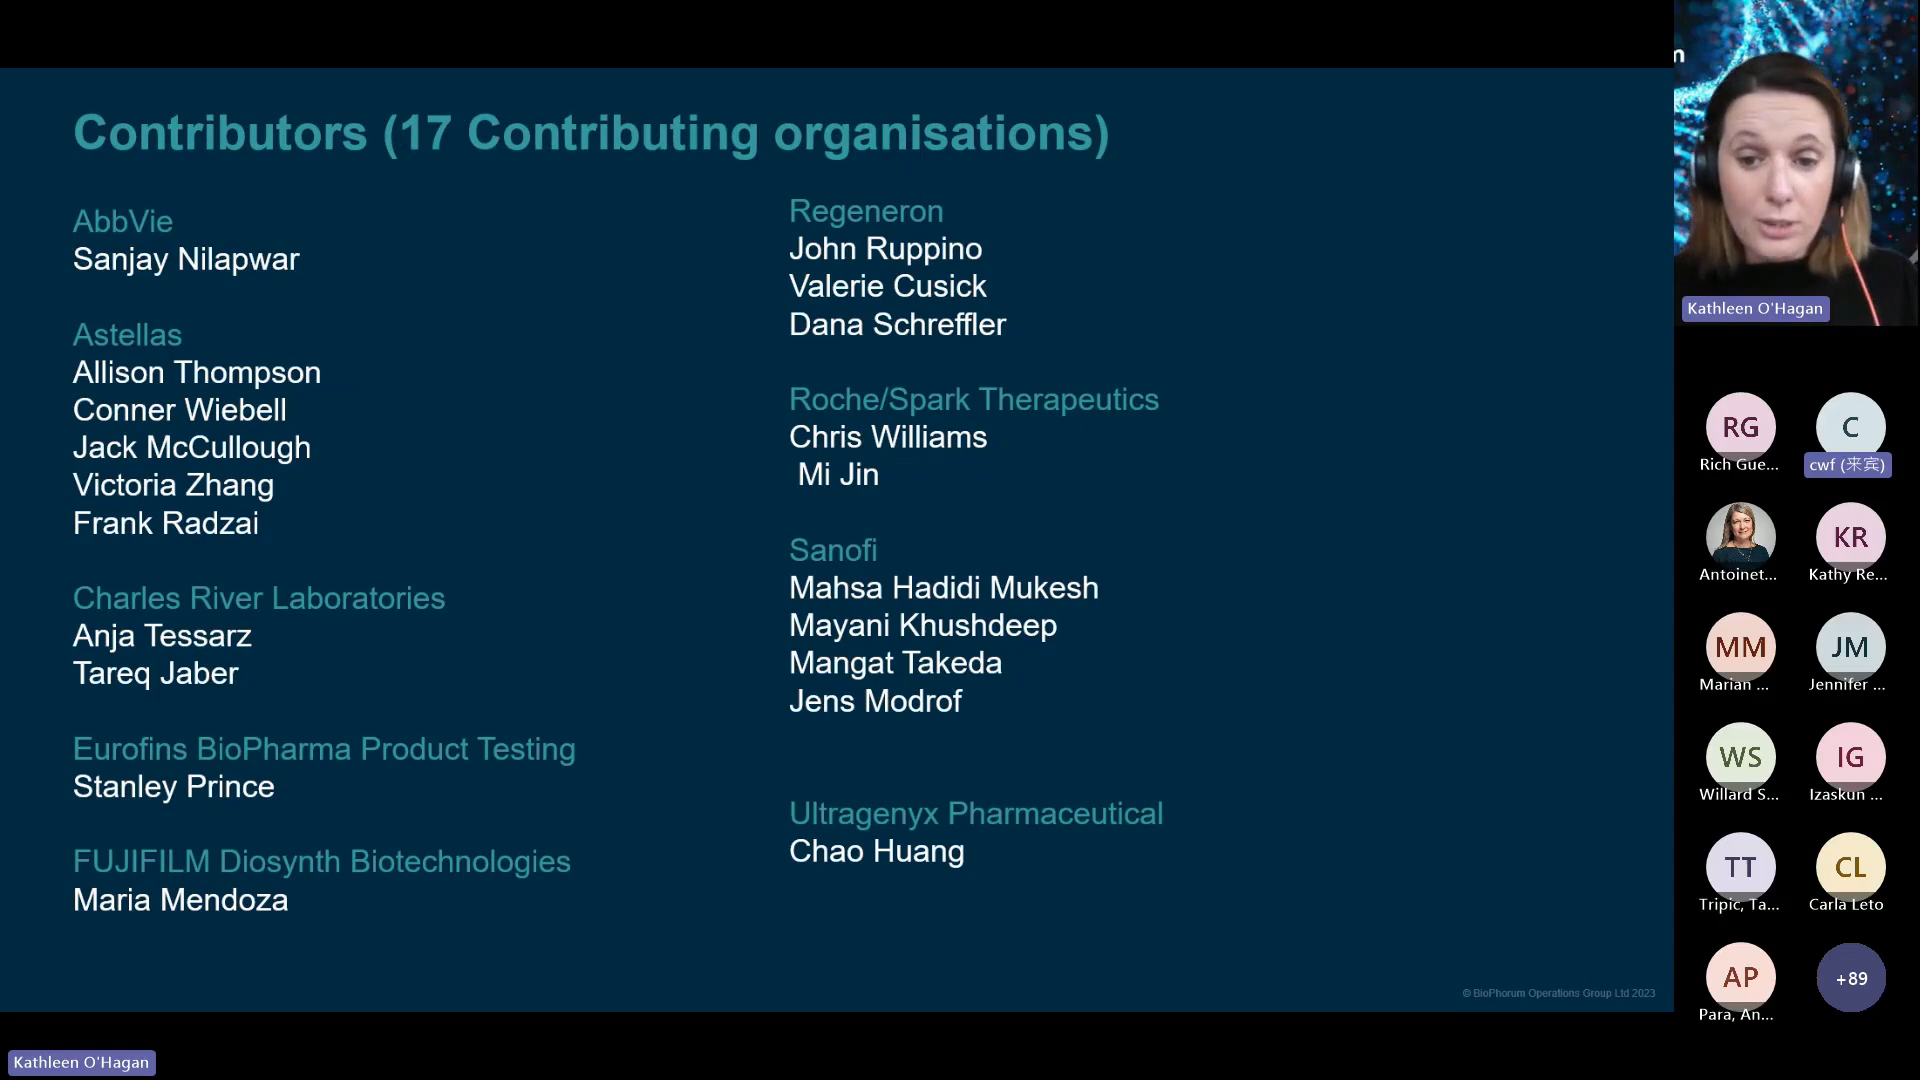 Contributors (17 Contributing organisations)
AbbVie
Sanjay Nilapwar
Astellas
Allison Thompson
Conner Wiebell
Jack McCullough
Victoria Zhang
Frank Radzai
Charles River Laboratories
Anja Tessarz
Tareq Jaber
Eurofins BioPharma Product Testing
Stanley Prince
FUJIFILM Diosynth Biotechnologies
Maria Mendoza
Regeneron
John Ruppino
Valerie Cusick
Dana Schreffler
Roche/Spark Therapeutics
Chris Williams
Mi Jin
Sanofi
Mahsa Hadidi Mukesh
Mayani Khushdeep
Mangat Takeda
Jens Modrof
Ultragenyx Pharmaceutical
Chao Huang
© BioPhorum Operations Group Ltd 2023
n
Kathleen O'Hagan
RG
Rich Gue...
C
cwf (来宾)
Antoinet...
KR
Kathy Re...
MM
Marian ...
JM
Jennifer ...
WS
Willard S...
IG
Izaskun ...
TT
Tripic, Ta...
CL
Carla Leto
AP
Para, An...
+89
Kathleen O'Hagan